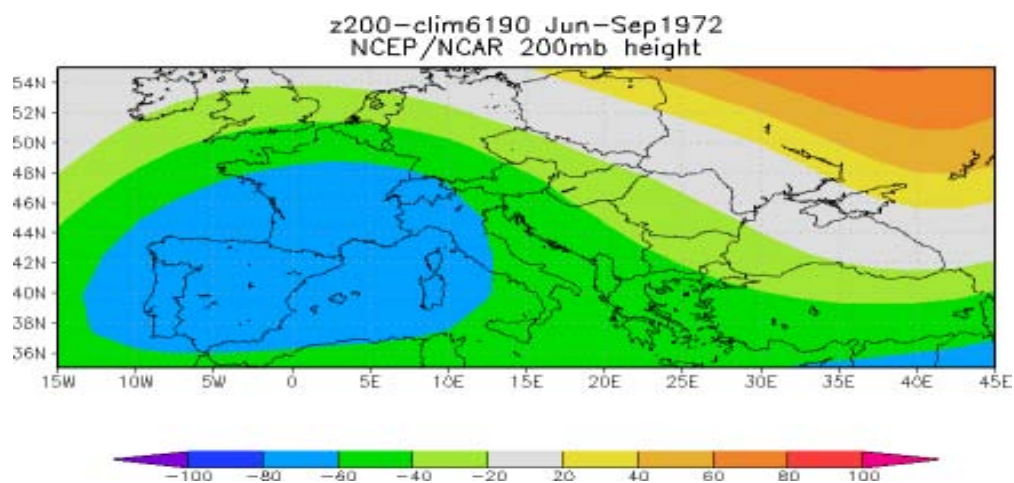 z200-clim6190 Jun-Sep1972
NCEP/NCAR 200mb height
54N
52N
50N
48N
46N
44N
42N
40N
38N
36N
15W 10W 5W 0 5E 10E 15E 20E 25E 30E 35E 40E 45E
-100 -80 -60 -40 -20 20 40 60 80 100